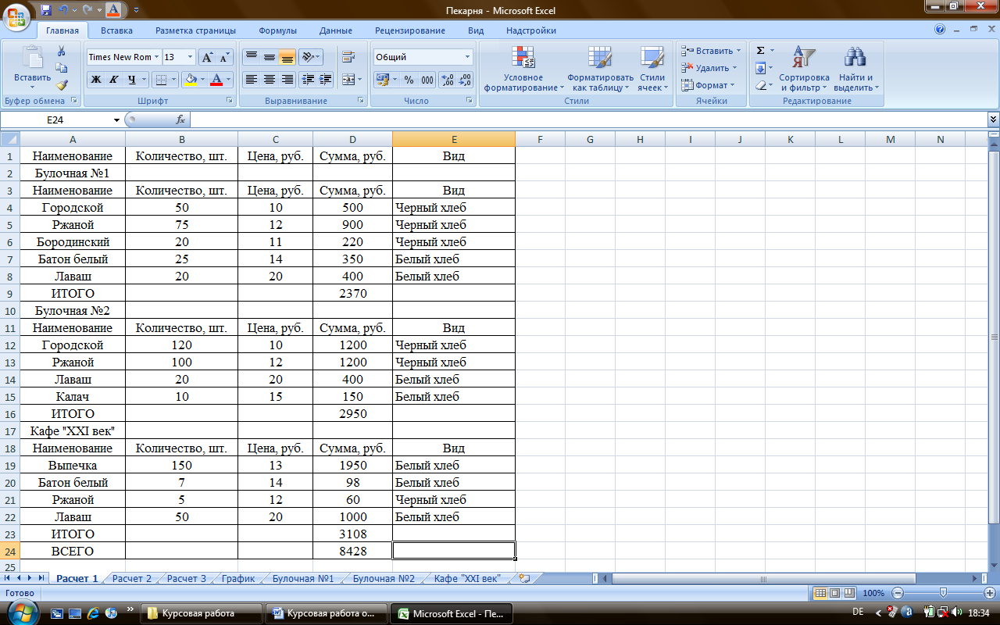 Пекарня - Microsoft Excel
Главная Вставка Разметка страницы Формулы Данные Рецензирование Вид Надстройки
Вставить
Буфер обмена
Times New Rom 13
Ж К Ч
Шрифт
Выравнивание
Общий
% 000
Число
Условное форматирование
Форматировать как таблицу
Стили ячеек
Стили
Вставить
Удалить
Формат
Ячейки
Σ
Сортировка и фильтр
Найти и выделить
Редактирование
E24 fx
A B C D E F G H I J K L M N
1 Наименование Количество, шт. Цена, руб. Сумма, руб. Вид
2 Булочная №1
3 Наименование Количество, шт. Цена, руб. Сумма, руб. Вид
4 Городской 50 10 500 Черный хлеб
5 Ржаной 75 12 900 Черный хлеб
6 Бородинский 20 11 220 Черный хлеб
7 Батон белый 25 14 350 Белый хлеб
8 Лаваш 20 20 400 Белый хлеб
9 ИТОГО 2370
10 Булочная №2
11 Наименование Количество, шт. Цена, руб. Сумма, руб. Вид
12 Городской 120 10 1200 Черный хлеб
13 Ржаной 100 12 1200 Черный хлеб
14 Лаваш 20 20 400 Белый хлеб
15 Калач 10 15 150 Белый хлеб
16 ИТОГО 2950
17 Кафе "XXI век"
18 Наименование Количество, шт. Цена, руб. Сумма, руб. Вид
19 Выпечка 150 13 1950 Белый хлеб
20 Батон белый 7 14 98 Белый хлеб
21 Ржаной 5 12 60 Черный хлеб
22 Лаваш 50 20 1000 Белый хлеб
23 ИТОГО 3108
24 ВСЕГО 8428
25
Расчет 1 Расчет 2 Расчет 3 График Булочная №1 Булочная №2 Кафе "XXI век"
Готово 100%
Курсовая работа Курсовая работа о... Microsoft Excel - Пе... DE 18:34